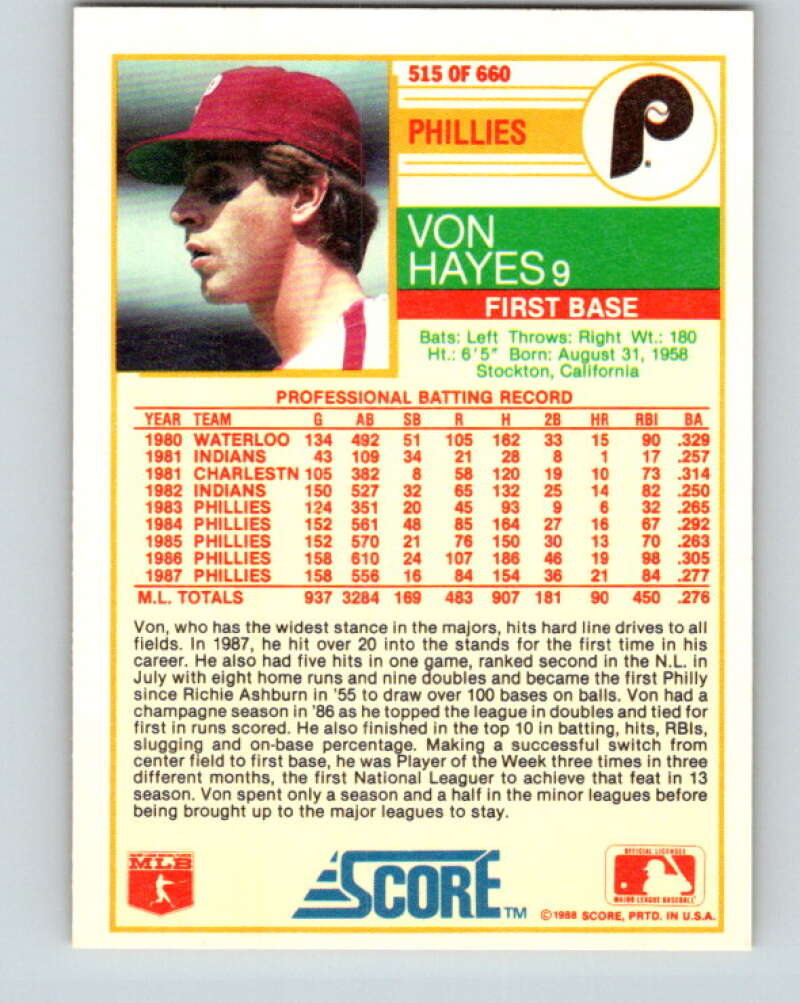 515 OF 660
PHILLIES
P
VON
HAYES 9
FIRST BASE
Bats: Left Throws: Right Wt.: 180
Ht.: 6'5" Born: August 31, 1958
Stockton, California
PROFESSIONAL BATTING RECORD
YEAR TEAM G AB SB R H 2B HR RBI BA
1980 WATERLOO 134 492 51 105 162 33 15 90 .329
1981 INDIANS 43 109 34 21 28 8 1 17 .257
1981 CHARLESTN 105 382 8 58 120 19 10 73 .314
1982 INDIANS 150 527 32 65 132 25 14 82 .250
1983 PHILLIES 124 351 20 45 93 9 6 32 .265
1984 PHILLIES 152 561 48 85 164 27 16 67 .292
1985 PHILLIES 152 570 21 76 150 30 13 70 .263
1986 PHILLIES 158 610 24 107 186 46 19 98 .305
1987 PHILLIES 158 556 16 84 154 36 21 84 .277
M.L. TOTALS 937 3284 169 483 907 181 90 450 .276
Von, who has the widest stance in the majors, hits hard line drives to all
fields. In 1987, he hit over 20 into the stands for the first time in his
career. He also had five hits in one game, ranked second in the N.L. in
July with eight home runs and nine doubles and became the first Philly
since Richie Ashburn in '55 to draw over 100 bases on balls. Von had a
champagne season in '86 as he topped the league in doubles and tied for
first in runs scored. He also finished in the top 10 in batting, hits, RBIs,
slugging and on-base percentage. Making a successful switch from
center field to first base, he was Player of the Week three times in three
different months, the first National Leaguer to achieve that feat in 13
season. Von spent only a season and a half in the minor leagues before
being brought up to the major leagues to stay.
MLB
SCORE™
OFFICIAL LICENSEE
MAJOR LEAGUE BASEBALL
©1988 SCORE, PRTD. IN U.S.A.